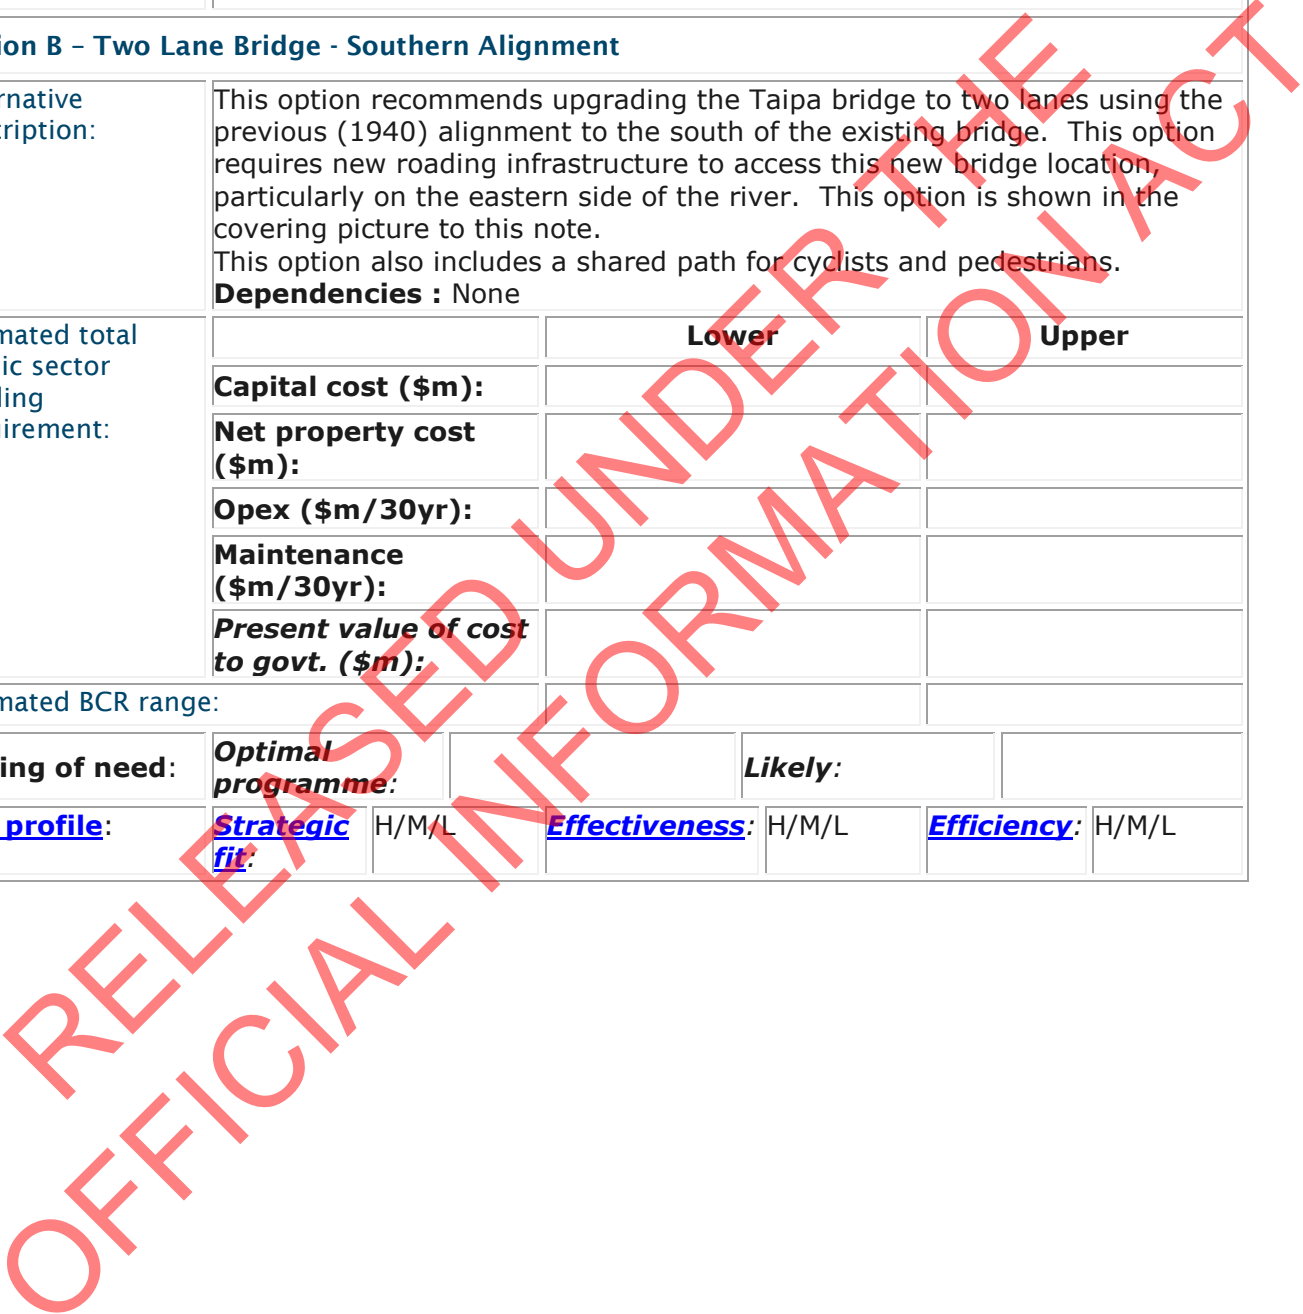 ion B – Two Lane Bridge - Southern Alignment
rnative
ription:
This option recommends upgrading the Taipa bridge to two lanes using the
previous (1940) alignment to the south of the existing bridge.  This option
requires new roading infrastructure to access this new bridge location,
particularly on the eastern side of the river.  This option is shown in the
covering picture to this note.
This option also includes a shared path for cyclists and pedestrians.
Dependencies : None
mated total
ic sector
ling
uirement:
Lower Upper
Capital cost ($m):
Net property cost
($m):
Opex ($m/30yr):
Maintenance
($m/30yr):
Present value of cost
to govt. ($m):
mated BCR range:
ing of need:
Optimal
programme:
Likely:
profile:
Strategic
fit:
H/M/L
Effectiveness: H/M/L
Efficiency: H/M/L
RELEASED UNDER THE
OFFICIAL INFORMATION ACT